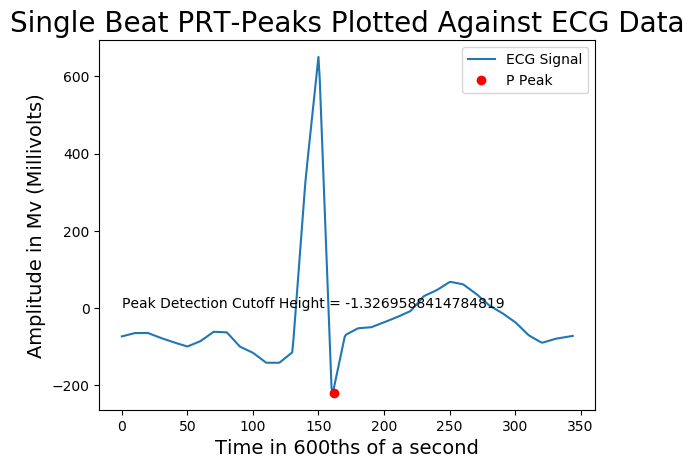 Single Beat PRT-Peaks Plotted Against ECG Data
ECG Signal
P Peak
Amplitude in Mv (Millivolts)
600
400
200
0
−200
Peak Detection Cutoff Height = -1.3269588414784819
0
50
100
150
200
250
300
350
Time in 600ths of a second